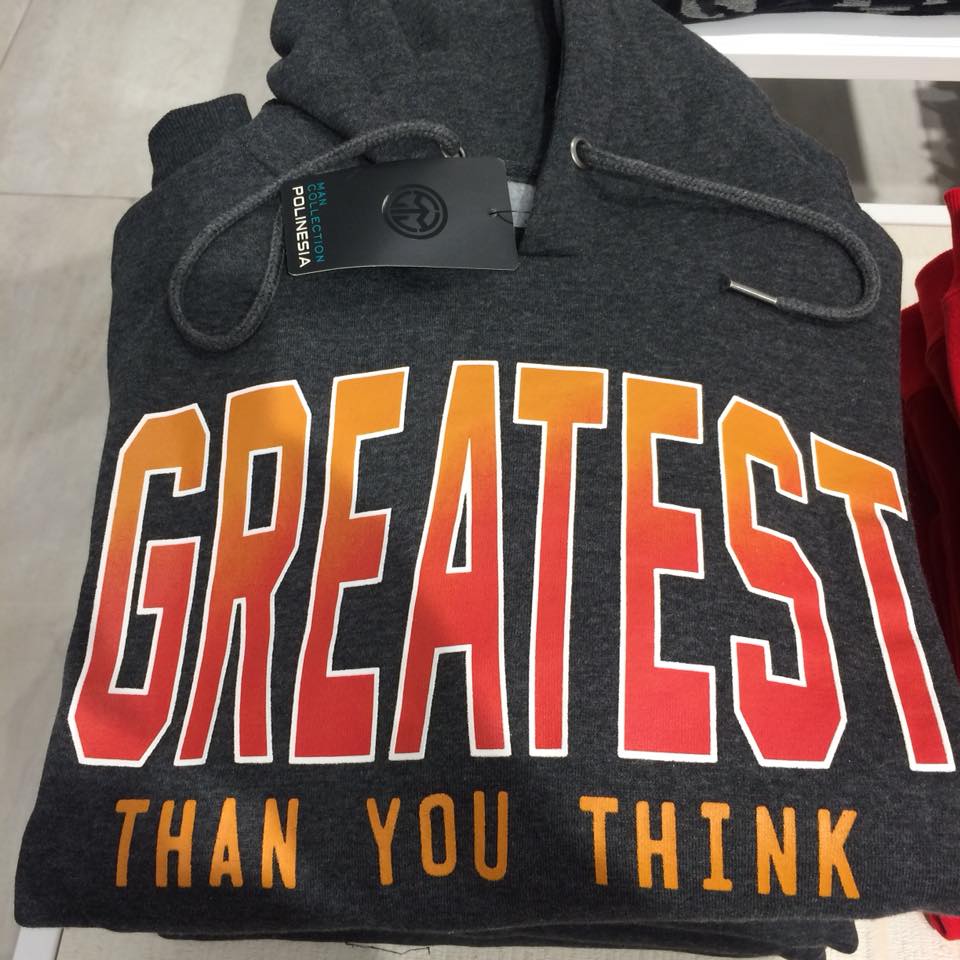 MAN
COLLECTION
POLINESIA
GREATEST
THAN YOU THINK